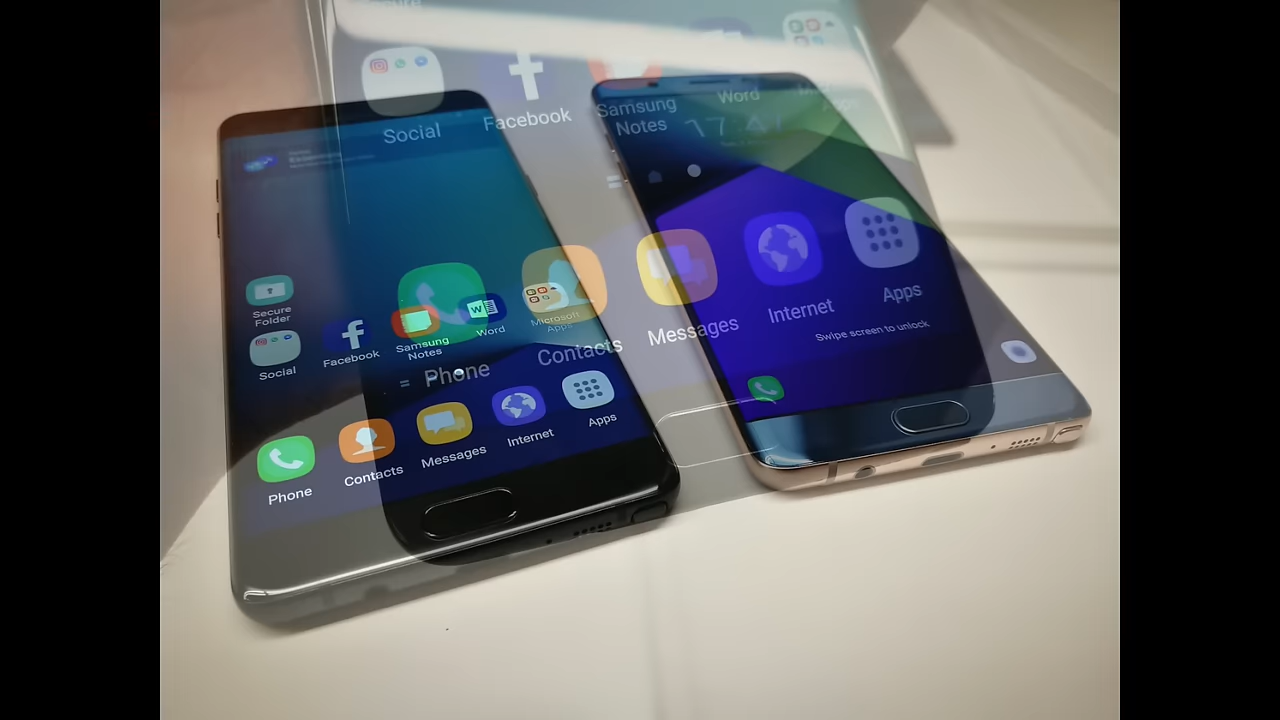 Social
Facebook
Samsung
Notes
Word
Messages
Internet
Apps
Contacts
Phone
Swipe screen to unlock
Secure
Folder
Social
Facebook
Samsung
Notes
Word
Microsoft
Apps
Phone
Contacts
Messages
Internet
Apps